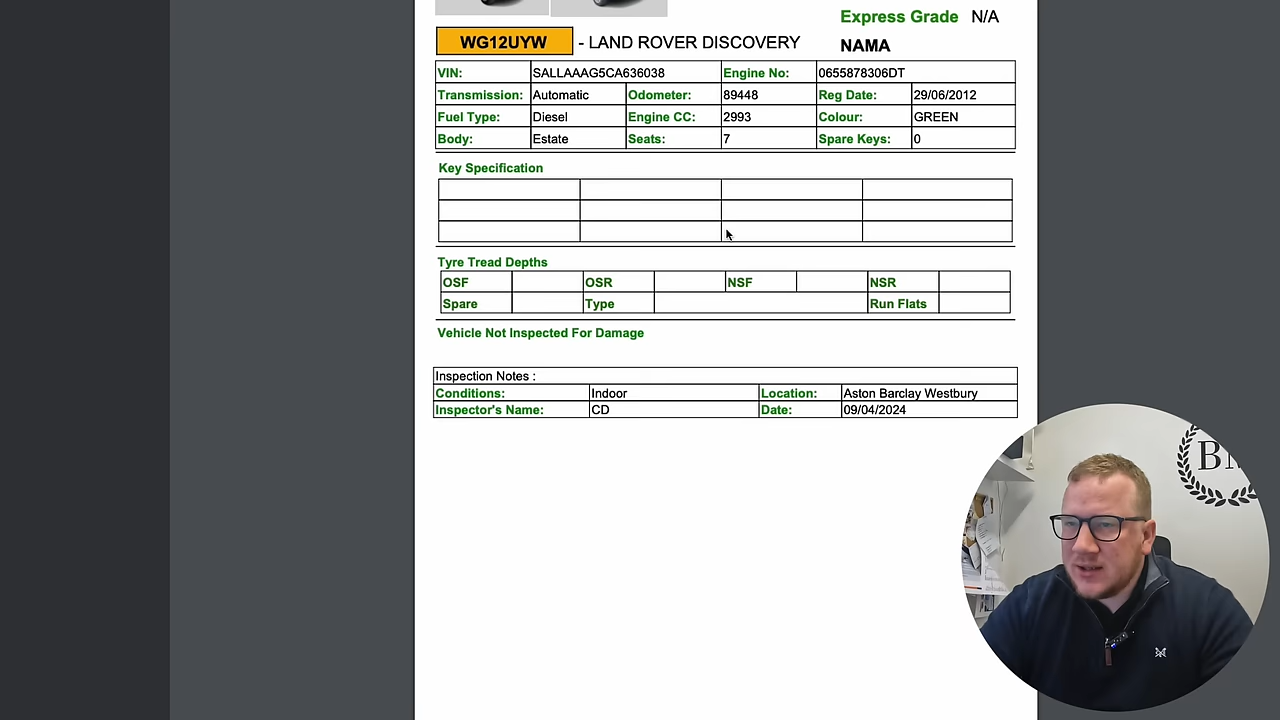 Express Grade N/A
WG12UYW - LAND ROVER DISCOVERY
NAMA
VIN: SALLAAAG5CA636038 Engine No: 0655878306DT
Transmission: Automatic Odometer: 89448 Reg Date: 29/06/2012
Fuel Type: Diesel Engine CC: 2993 Colour: GREEN
Body: Estate Seats: 7 Spare Keys: 0
Key Specification
Tyre Tread Depths
OSF OSR NSF NSR
Spare Type Run Flats
Vehicle Not Inspected For Damage
Inspection Notes :
Conditions: Indoor Location: Aston Barclay Westbury
Inspector's Name: CD Date: 09/04/2024